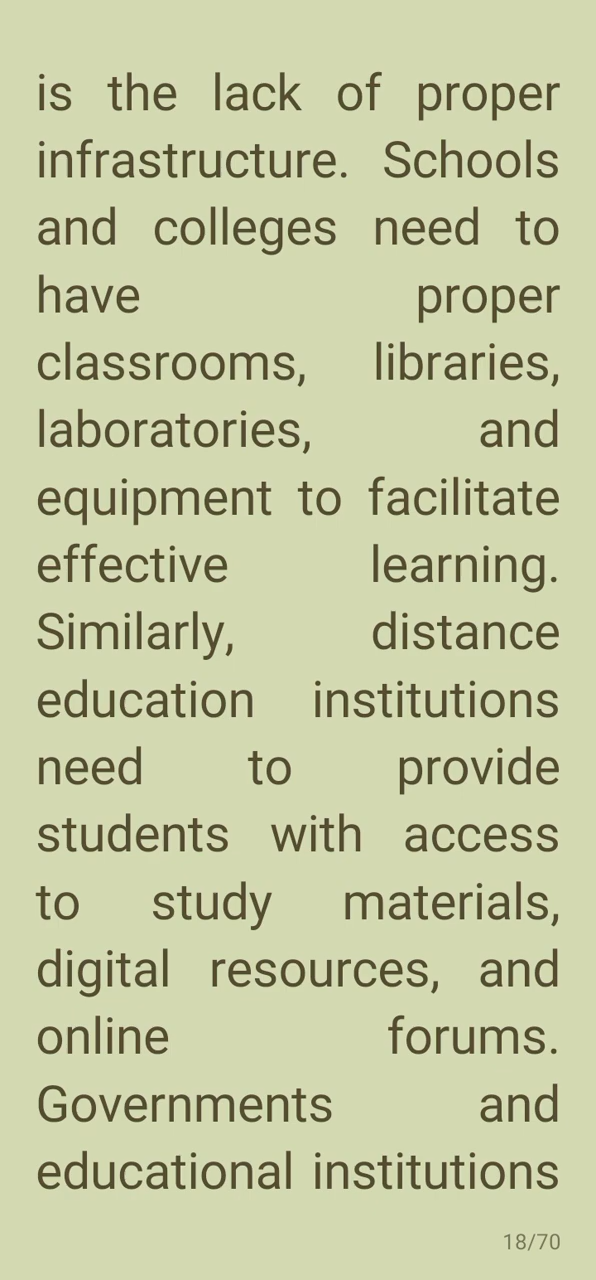 is the lack of proper
infrastructure. Schools
and colleges need to
have proper
classrooms, libraries,
laboratories, and
equipment to facilitate
effective learning.
Similarly, distance
education institutions
need to provide
students with access
to study materials,
digital resources, and
online forums.
Governments and
educational institutions
18/70